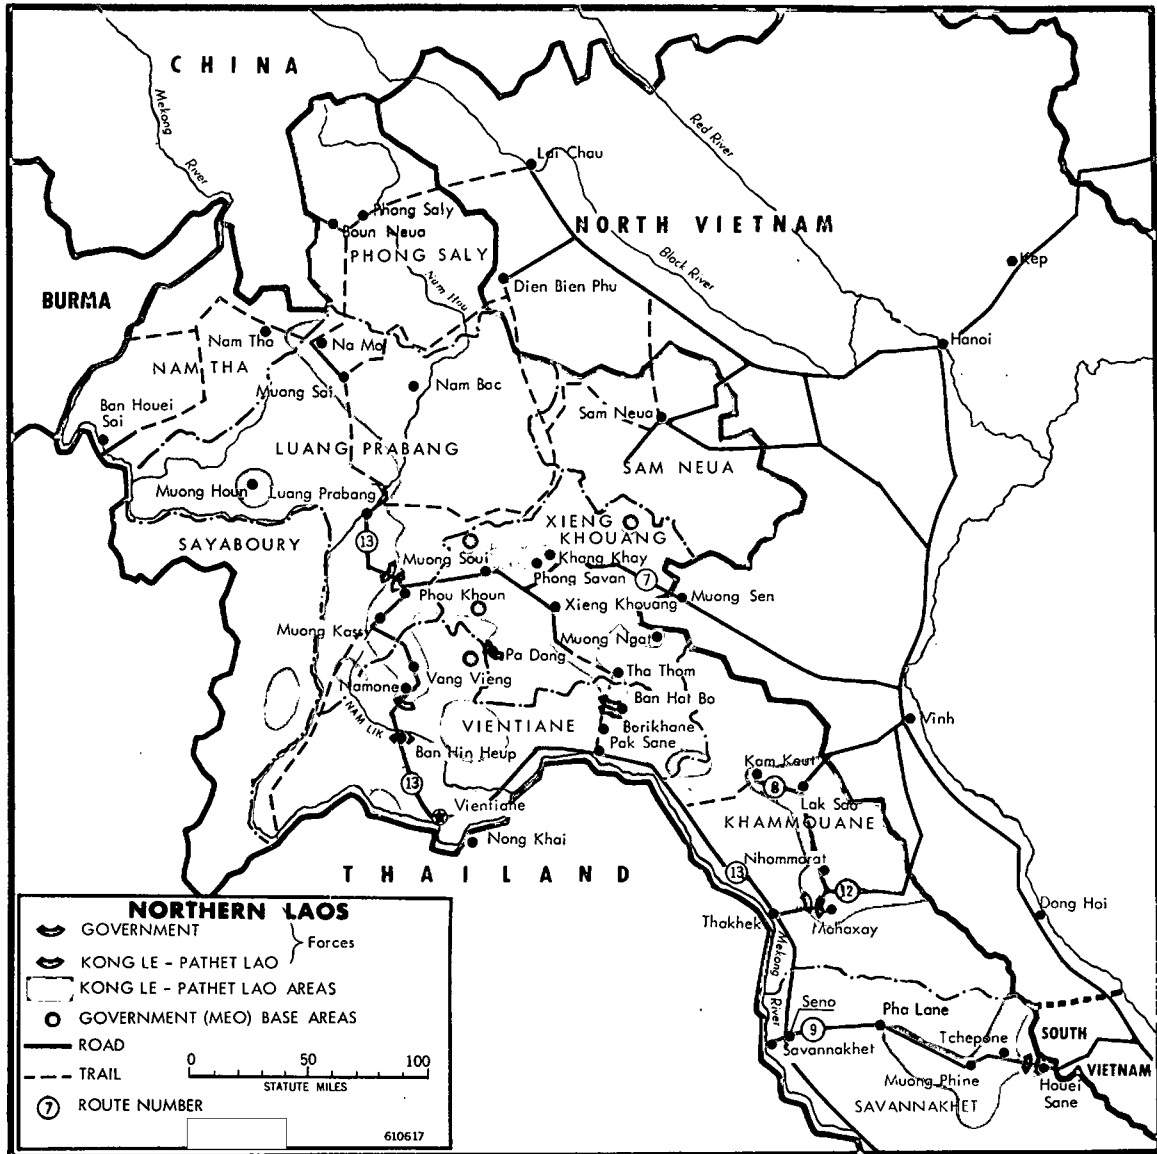 CHINA
Mekong
River
Red River
Lai Chau
Phong Saly
Boun Neua
PHONG SALY
NORTH VIETNAM
Black River
Nam Hou
Kep
BURMA
Dien Bien Phu
Nam Tha
Na Mo
Hanoi
NAM THA
Muong Sai
Nam Bac
Ban Houei
Sai
Sam Neua
LUANG PRABANG
SAM NEUA
Muong Houn
Luang Prabang
XIENG
KHOUANG
SAYABOURY
13
Muong Soui
Khang Khay
Phong Savan
7
Phou Khoun
Xieng Khouang
Muong Sen
Muong Kassy
Muong Ngat
Pa Dong
Tha Thom
Vang Vieng
Namone
Ban Hat Bo
NAM LIK
VIENTIANE
Borikhane
Vinh
Pak Sane
Ban Hin Heup
Kam Keut
13
8
Vientiane
Lak Sao
KHAMMOUANE
Nong Khai
Nhommarat
THAILAND
13
12
Thakhek
Mahaxay
Dong Hoi
Mekong
River
Seno
Pha Lane
9
Tchepone
SOUTH
VIETNAM
Savannakhet
Muong Phine
Houei
Sane
SAVANNAKHET
NORTHERN LAOS
GOVERNMENT
Forces
KONG LE - PATHET LAO
KONG LE - PATHET LAO AREAS
GOVERNMENT (MEO) BASE AREAS
ROAD
0 50 100
TRAIL
STATUTE MILES
7 ROUTE NUMBER
610617